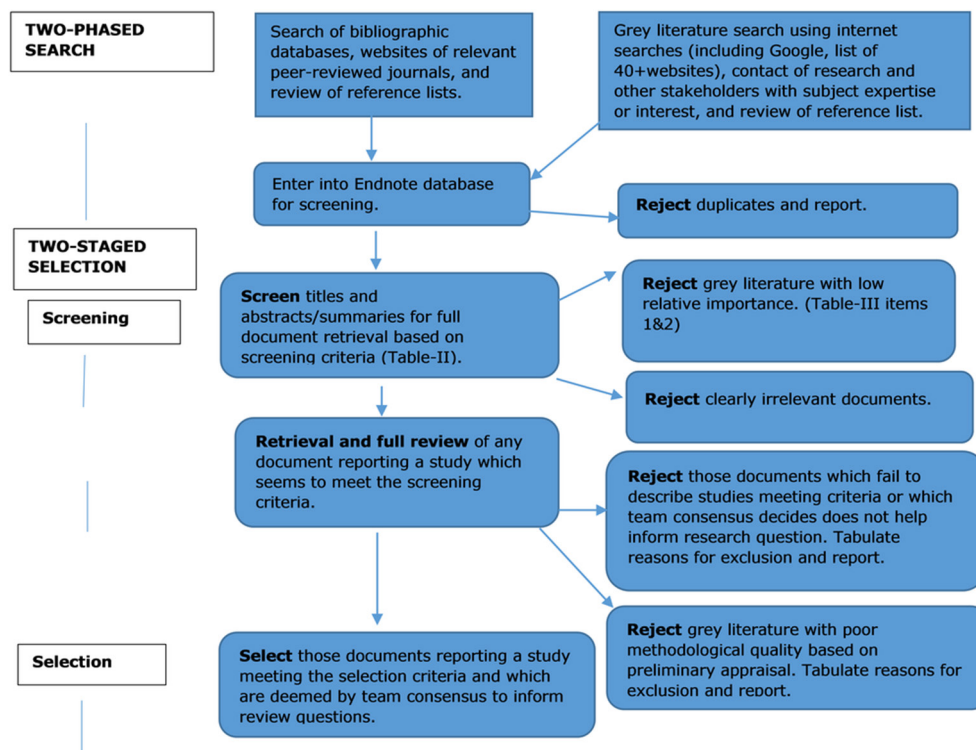 TWO-PHASED
SEARCH
Search of bibliographic
databases, websites of relevant
peer-reviewed journals, and
review of reference lists.
Grey literature search using internet
searches (including Google, list of
40+websites), contact of research and
other stakeholders with subject expertise
or interest, and review of reference list.
Enter into Endnote database
for screening.
Reject duplicates and report.
TWO-STAGED
SELECTION
Screening
Screen titles and
abstracts/summaries for full
document retrieval based on
screening criteria (Table-II).
Reject grey literature with low
relative importance. (Table-III items
1&2)
Reject clearly irrelevant documents.
Retrieval and full review of any
document reporting a study which
seems to meet the screening
criteria.
Reject those documents which fail to
describe studies meeting criteria or which
team consensus decides does not help
inform research question. Tabulate
reasons for exclusion and report.
Reject grey literature with poor
methodological quality based on
preliminary appraisal. Tabulate reasons for
exclusion and report.
Selection
Select those documents reporting a study
meeting the selection criteria and which
are deemed by team consensus to inform
review questions.